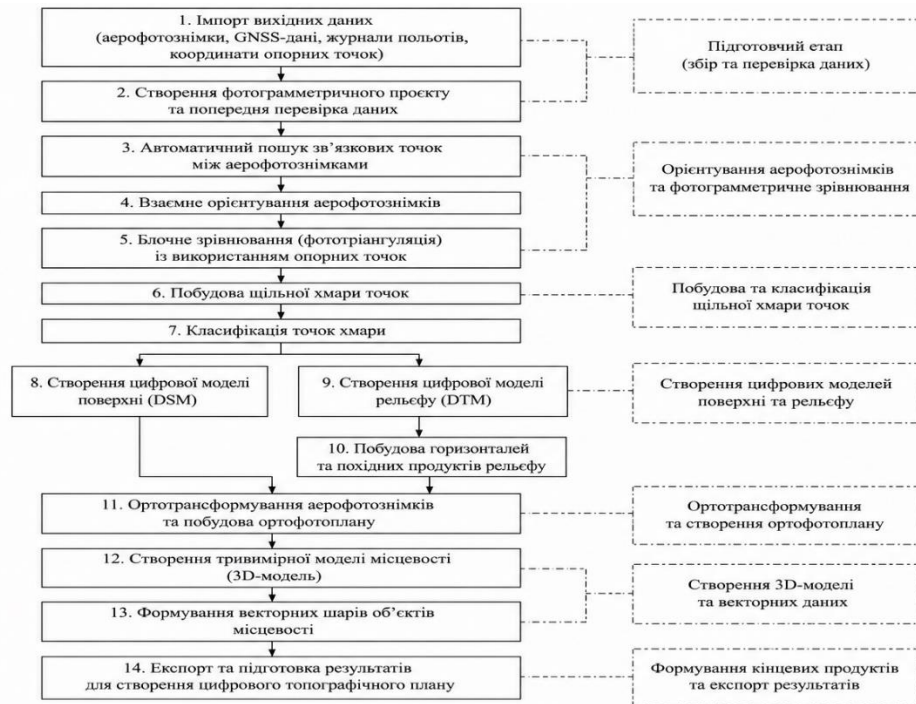 1. Імпорт вихідних даних
(аерофотознімки, GNSS-дані, журнали польотів,
координати опорних точок)
Підготовчий етап
(збір та перевірка даних)
2. Створення фотограмметричного проєкту
та попередня перевірка даних
3. Автоматичний пошук зв’язкових точок
між аерофотознімками
Орієнтування аерофотознімків
та фотограмметричне зрівнювання
4. Взаємне орієнтування аерофотознімків
5. Блочне зрівнювання (фототріангуляція)
із використанням опорних точок
6. Побудова щільної хмари точок
Побудова та класифікація
щільної хмари точок
7. Класифікація точок хмари
8. Створення цифрової моделі
поверхні (DSM)
9. Створення цифрової моделі
рельєфу (DTM)
Створення цифрових моделей
поверхні та рельєфу
10. Побудова горизонталей
та похідних продуктів рельєфу
11. Ортотрансформування аерофотознімків
та побудова ортофотоплану
Ортотрансформування
та створення ортофотоплану
12. Створення тривимірної моделі місцевості
(3D-модель)
Створення 3D-моделі
та векторних даних
13. Формування векторних шарів об’єктів
місцевості
14. Експорт та підготовка результатів
для створення цифрового топографічного плану
Формування кінцевих продуктів
та експорт результатів